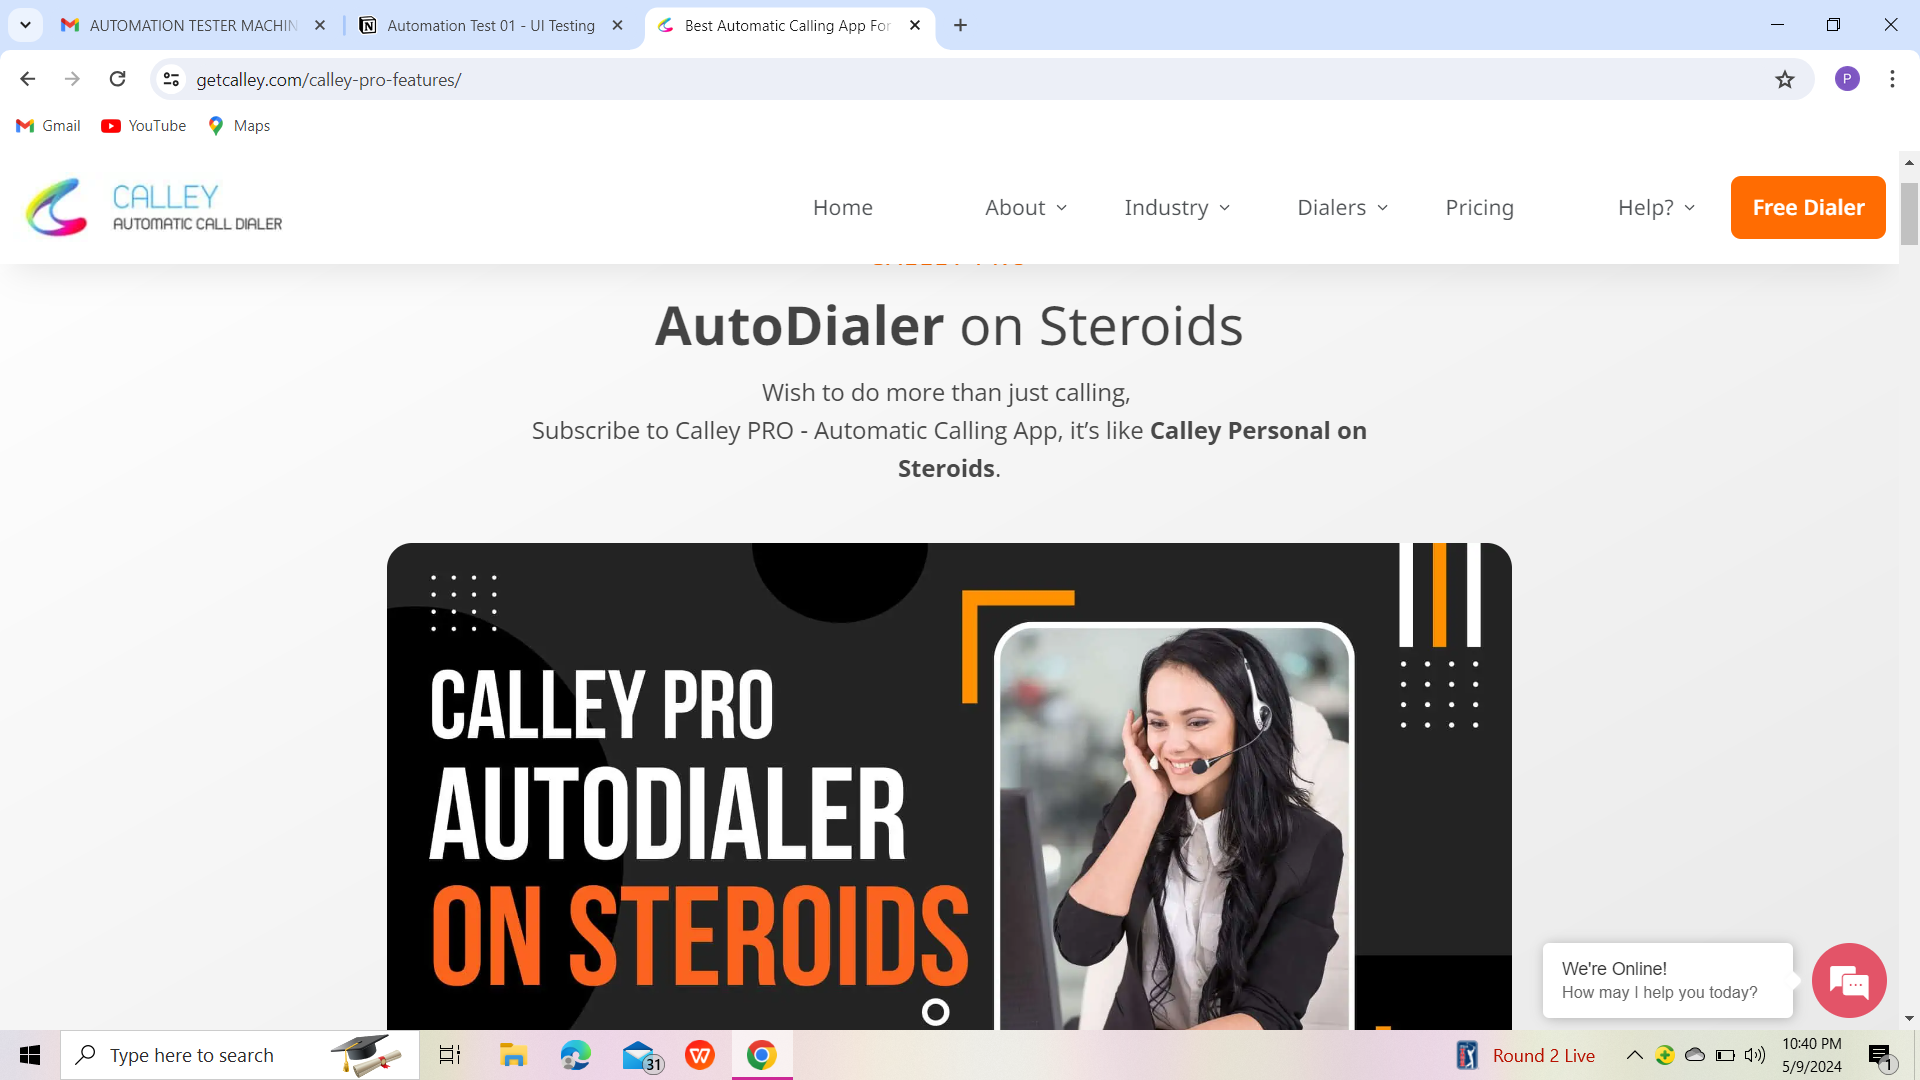 AUTOMATION TESTER MACHIN
Automation Test 01 - UI Testing
Best Automatic Calling App For
getcalley.com/calley-pro-features/
P
Gmail
YouTube
Maps
CALLEY
AUTOMATIC CALL DIALER
Home
About
Industry
Dialers
Pricing
Help?
Free Dialer
CALLEY PRO
AutoDialer on Steroids
Wish to do more than just calling,
Subscribe to Calley PRO - Automatic Calling App, it’s like Calley Personal on
Steroids.
CALLEY PRO
AUTODIALER
ON STEROIDS
We're Online!
How may I help you today?
Type here to search
31
Round 2 Live
10:40 PM
5/9/2024
1